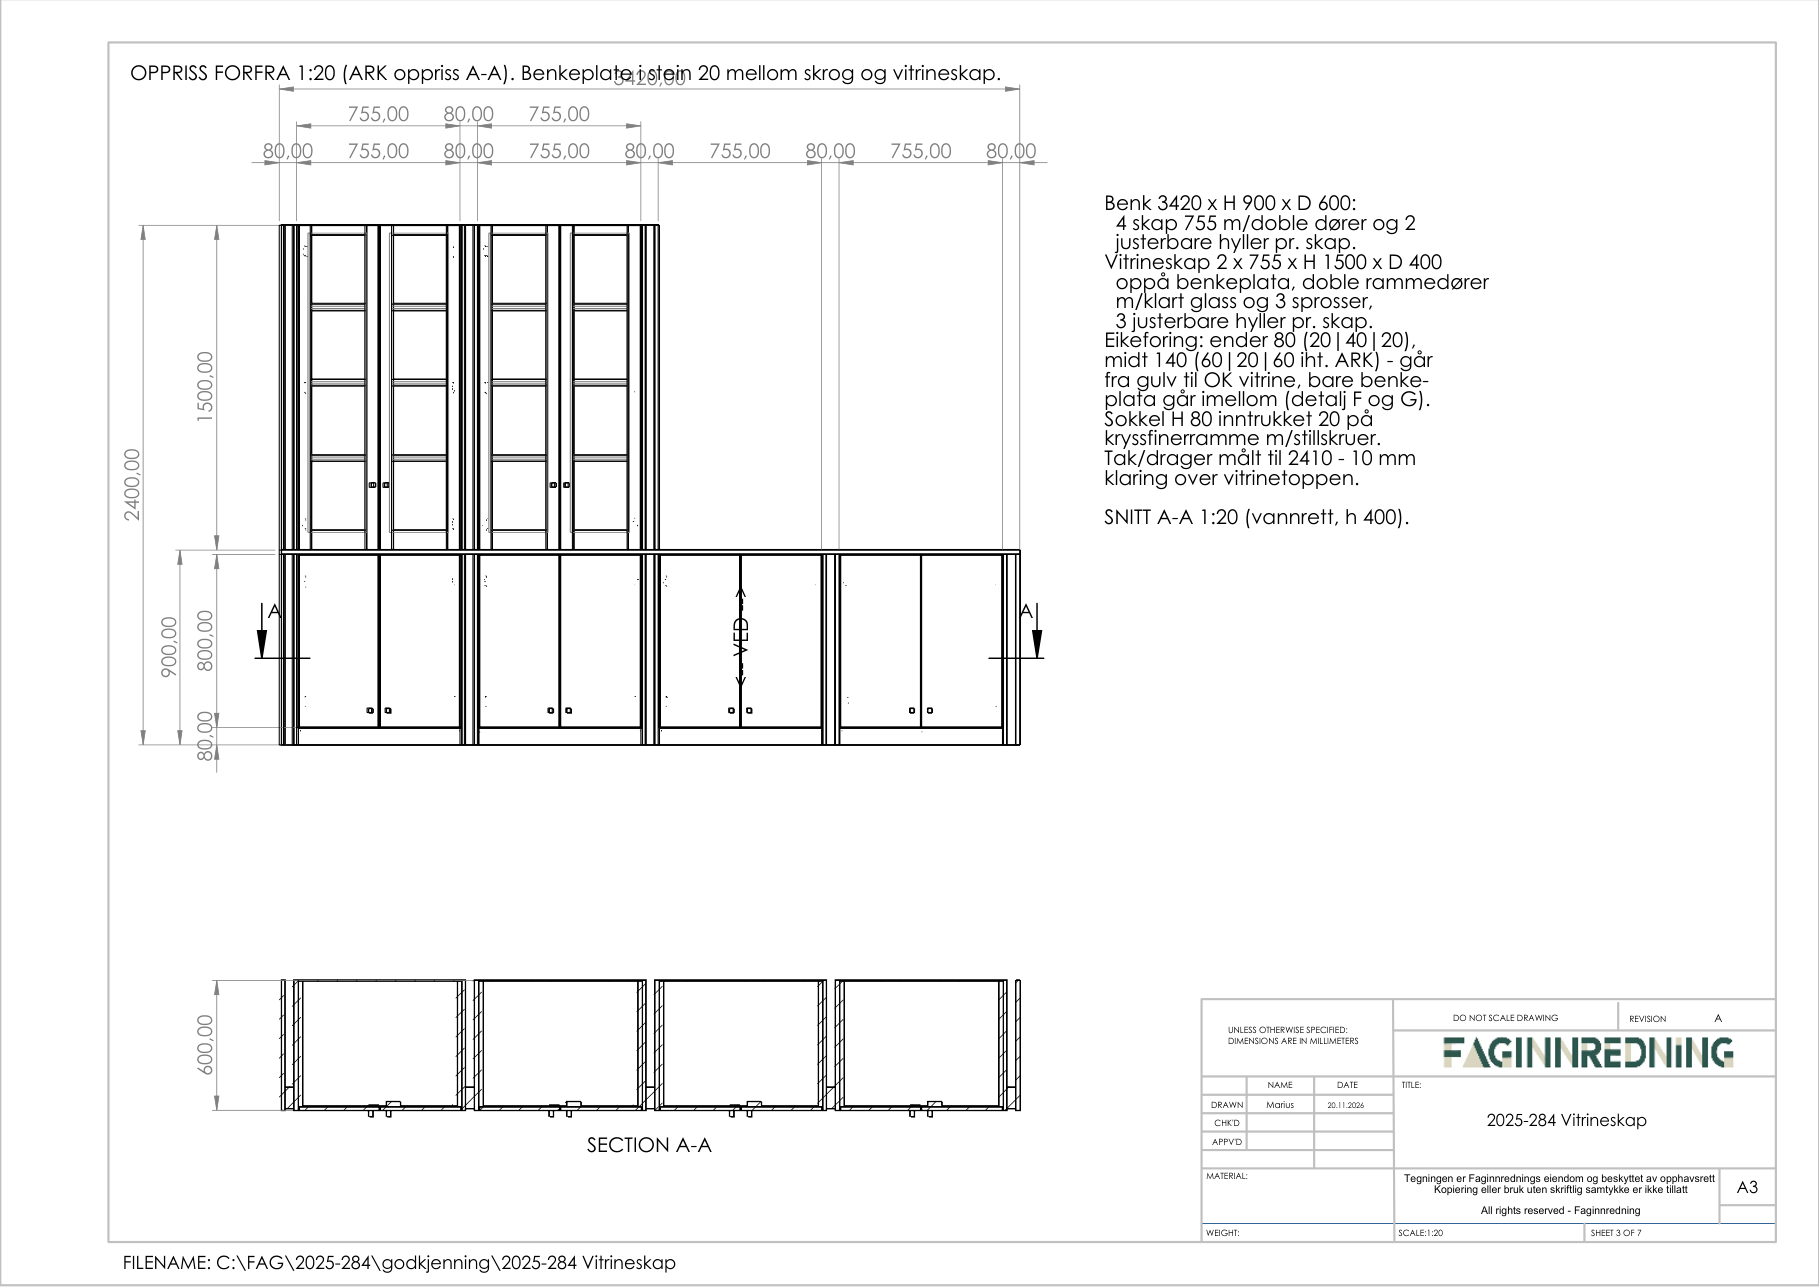 OPPRISS FORFRA 1:20 (ARK oppriss A-A). Benkeplate i stein 20 mellom skrog og vitrineskap.
3420,00
755,00 80,00 755,00
80,00 755,00 80,00 755,00 80,00 755,00 80,00 755,00 80,00
Benk 3420 x H 900 x D 600:
4 skap 755 m/doble dører og 2
justerbare hyller pr. skap.
Vitrineskap 2 x 755 x H 1500 x D 400
oppå benkeplata, doble rammedører
m/klart glass og 3 sprosser,
3 justerbare hyller pr. skap.
Eikeforing: ender 80 (20|40|20),
midt 140 (60|20|60 iht. ARK) - går
fra gulv til OK vitrine, bare benke-
plata går imellom (detalj F og G).
Sokkel H 80 inntrukket 20 på
kryssfinerramme m/stillskruer.
Tak/drager målt til 2410 - 10 mm
klaring over vitrinetoppen.
SNITT A-A 1:20 (vannrett, h 400).
1500,00
2400,00
900,00
800,00
80,00
A
A
<-- VED -->
600,00
SECTION A-A
UNLESS OTHERWISE SPECIFIED:
DIMENSIONS ARE IN MILLIMETERS
DO NOT SCALE DRAWING
REVISION A
FAGINNREDNING
NAME DATE
DRAWN Marius 20.11.2026
CHK'D
APPV'D
TITLE:
2025-284 Vitrineskap
MATERIAL:
Tegningen er Faginnrednings eiendom og beskyttet av opphavsrett
Kopiering eller bruk uten skriftlig samtykke er ikke tillatt
All rights reserved - Faginnredning
A3
WEIGHT:
SCALE:1:20
SHEET 3 OF 7
FILENAME: C:\FAG\2025-284\godkjenning\2025-284 Vitrineskap